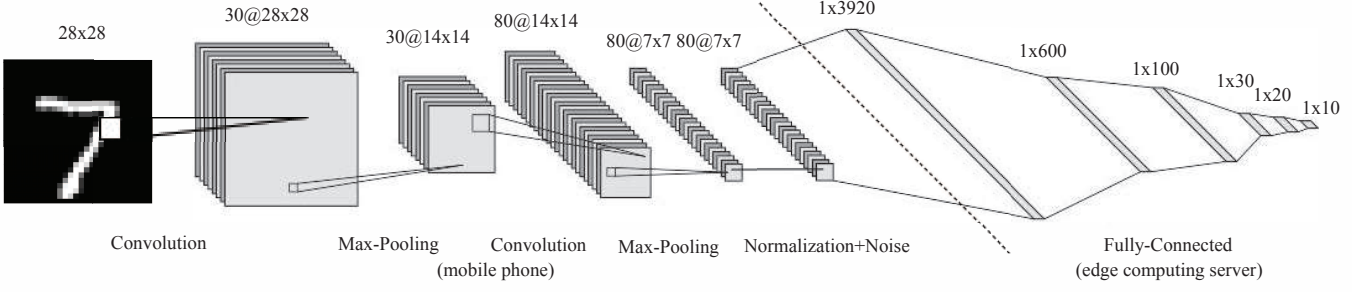 28x28
30@28x28
30@14x14
80@14x14
80@7x7 80@7x7
1x3920
1x600
1x100
1x30
1x20
1x10
Convolution
Max-Pooling
Convolution
Max-Pooling
Normalization+Noise
(mobile phone)
Fully-Connected
(edge computing server)